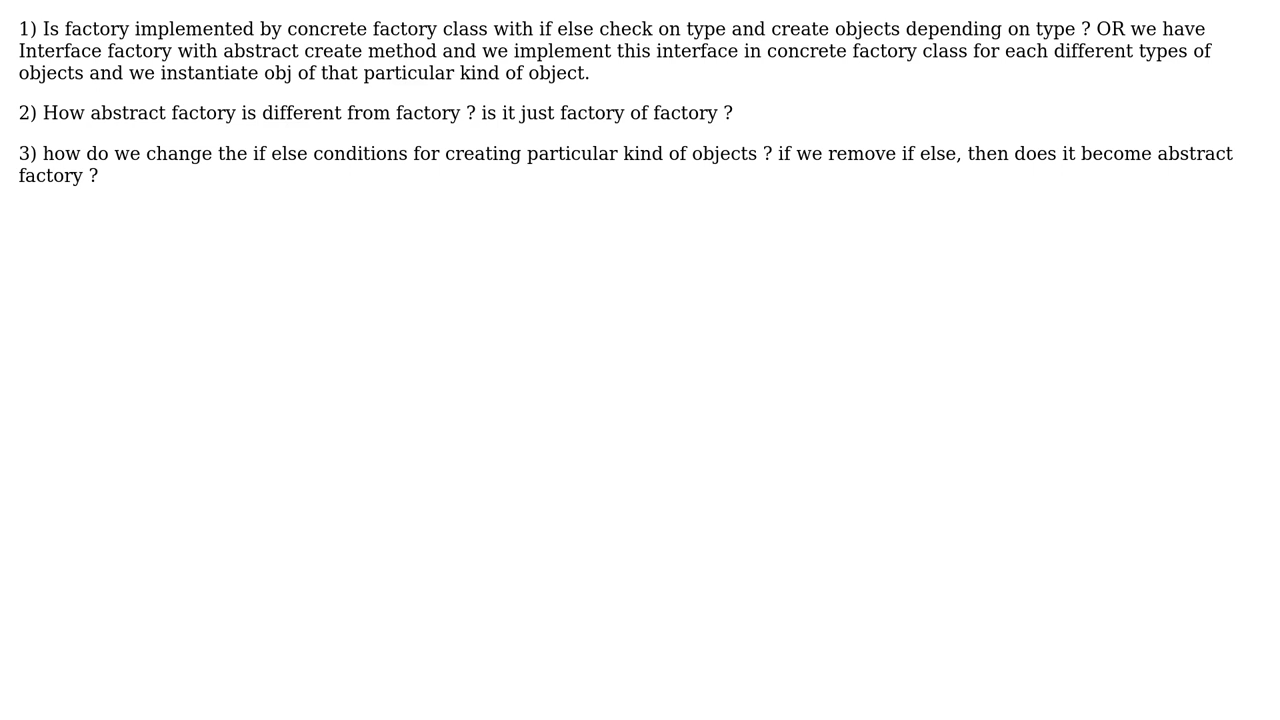 1) Is factory implemented by concrete factory class with if else check on type and create objects depending on type ? OR we have
Interface factory with abstract create method and we implement this interface in concrete factory class for each different types of
objects and we instantiate obj of that particular kind of object.
2) How abstract factory is different from factory ? is it just factory of factory ?
3) how do we change the if else conditions for creating particular kind of objects ? if we remove if else, then does it become abstract
factory ?